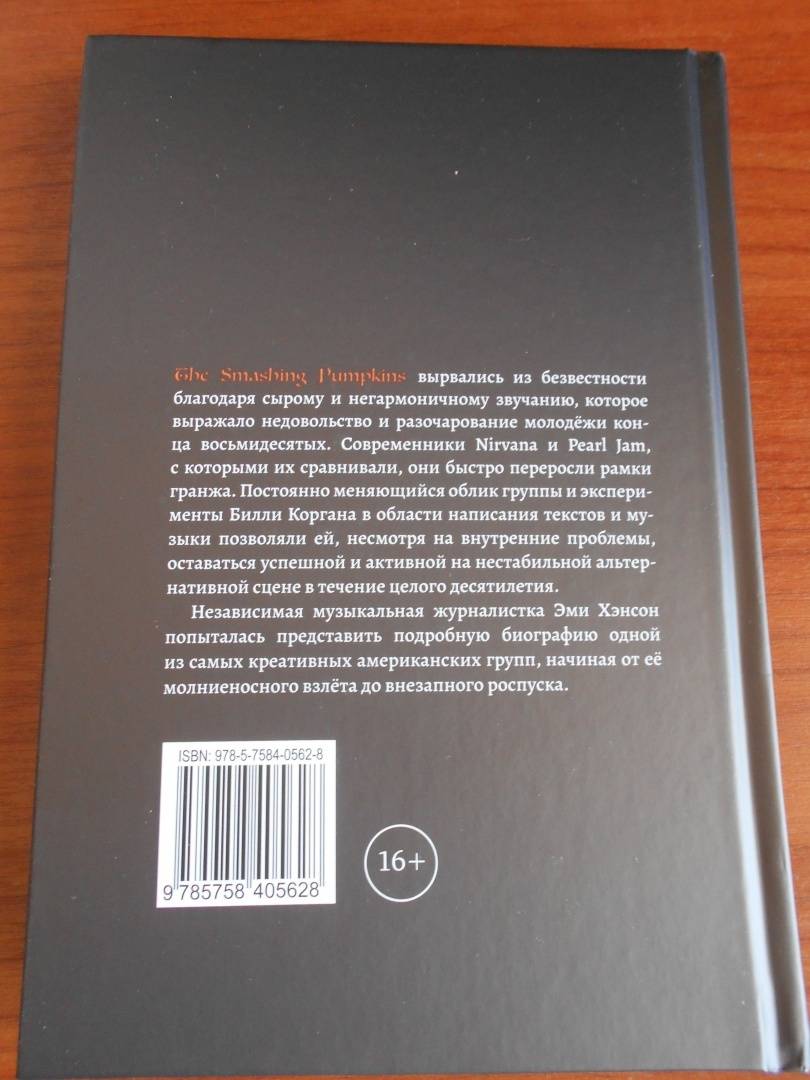 The Smashing Pumpkins вырвались из безвестности
благодаря сырому и негармоничному звучанию, которое
выражало недовольство и разочарование молодёжи кон-
ца восьмидесятых. Современники Nirvana и Pearl Jam,
с которыми их сравнивали, они быстро переросли рамки
гранжа. Постоянно меняющийся облик группы и экспери-
менты Билли Коргана в области написания текстов и му-
зыки позволяли ей, несмотря на внутренние проблемы,
оставаться успешной и активной на нестабильной альтер-
нативной сцене в течение целого десятилетия.
Независимая музыкальная журналистка Эми Хэнсон
попыталась представить подробную биографию одной
из самых креативных американских групп, начиная от её
молниеносного взлёта до внезапного роспуска.
ISBN: 978-5-7584-0562-8
9 785758 405628
16+